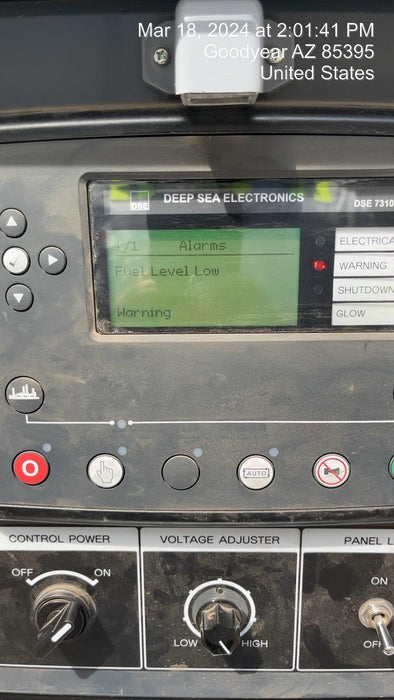 Mar 18, 2024 at 2:01:41 PM
Goodyear AZ 85395
United States
DSE DEEP SEA ELECTRONICS DSE 7310
1/1 Alarms
ELECTRICA
Fuel Level Low
WARNING
SHUTDOWN
Warning
GLOW
AUTO
CONTROL POWER
VOLTAGE ADJUSTER
PANEL L
OFF ON
ON
LOW HIGH
OFF